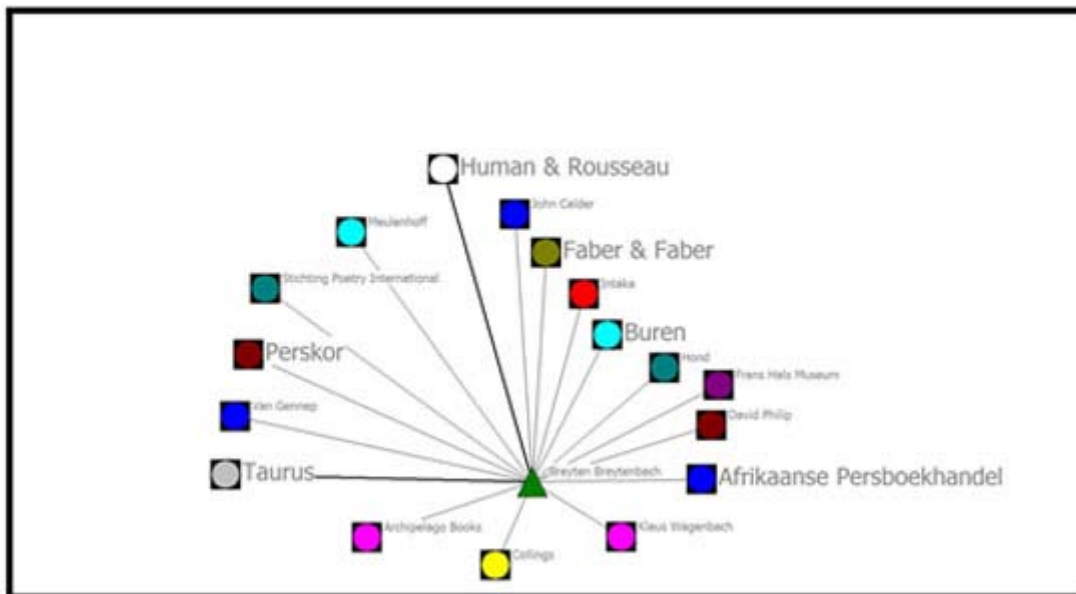 Human & Rousseau
John Calder
Meulenhoff
Faber & Faber
Stichting Poetry International
Intaka
Buren
Perskor
Hond
Frans Hals Museum
Van Gennep
David Philip
Taurus
Breyten Breytenbach
Afrikaanse Persboekhandel
Archipelago Books
Klaus Wagenbach
Collings